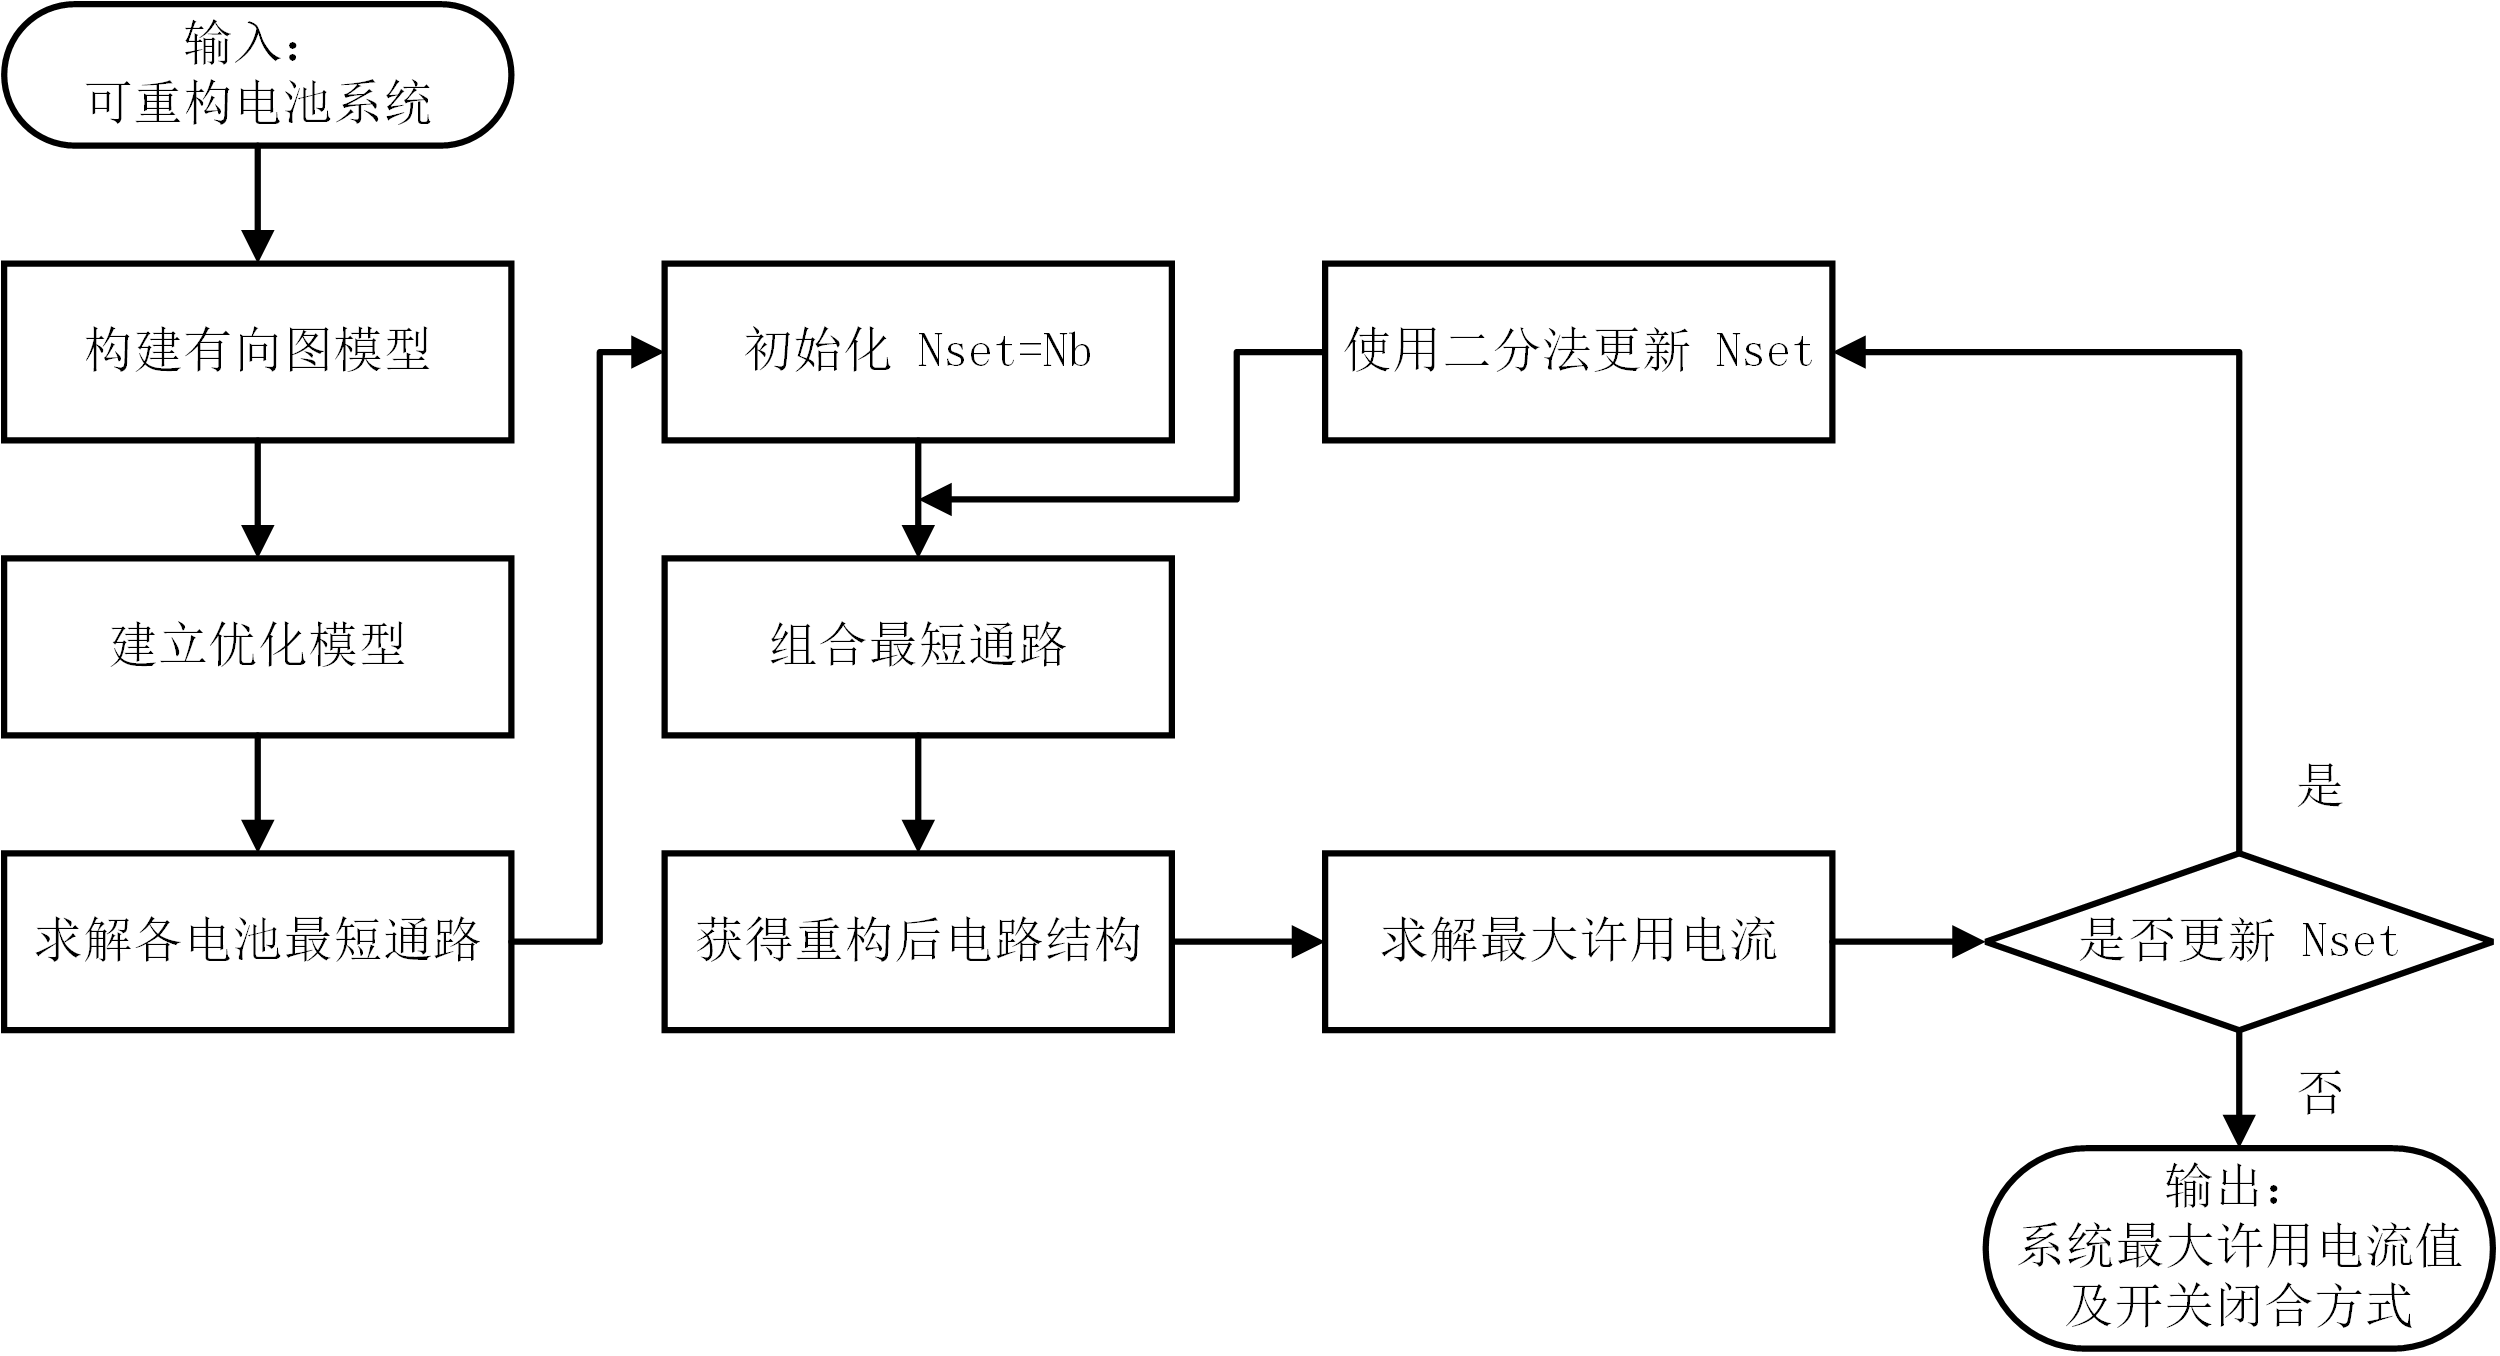 输入：
可重构电池系统
构建有向图模型
建立优化模型
求解各电池最短通路
初始化 Nset=Nb
组合最短通路
获得重构后电路结构
使用二分法更新 Nset
求解最大许用电流
是
是否更新 Nset
否
输出：
系统最大许用电流值
及开关闭合方式